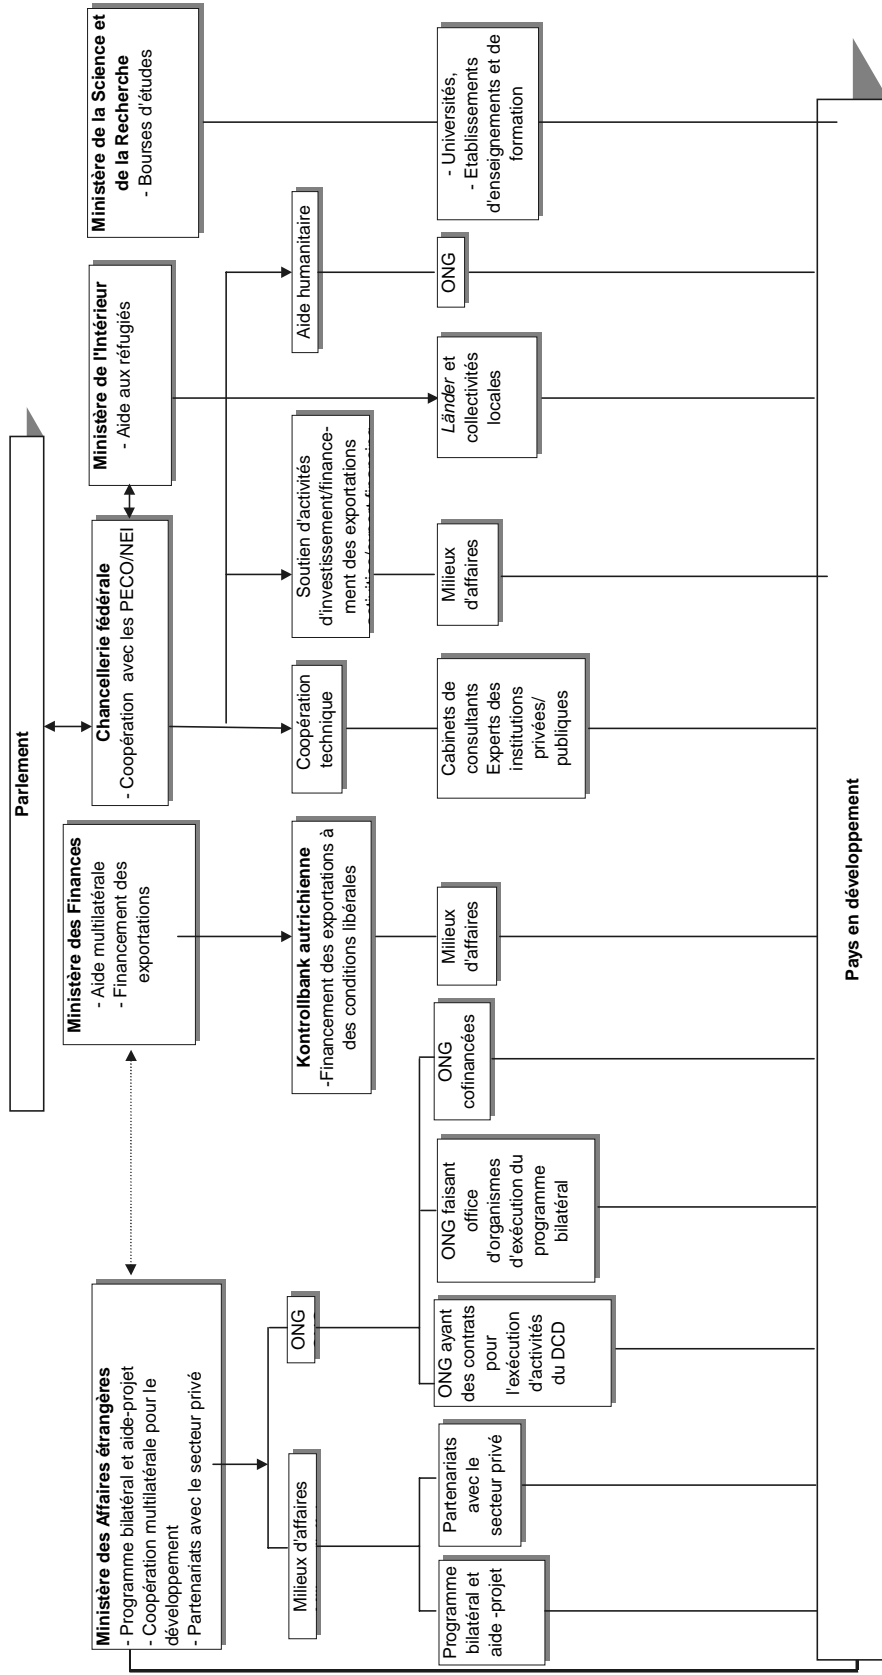 Parlement
Ministère des Affaires étrangères
- Programme bilatéral et aide-projet
- Coopération multilatérale pour le
développement
- Partenariats avec le secteur privé
Ministère des Finances
- Aide multilatérale
- Financement des
exportations
Chancellerie fédérale
- Coopération avec les PECO/NEI
Ministère de l'Intérieur
- Aide aux réfugiés
Ministère de la Science et
de la Recherche
- Bourses d'études
Milieux d'affaires
ONG
Kontrollbank autrichienne
-Financement des exportations à
des conditions libérales
Coopération
technique
Soutien d'activités
d'investissement/finance-
ment des exportations
Aide humanitaire
Programme
bilatéral et
aide -projet
Partenariats
avec le
secteur privé
ONG ayant
des contrats
pour
l'exécution
d'activités
du DCD
ONG faisant
office
d'organismes
d'exécution du
programme
bilatéral
ONG
cofinancées
Milieux
d'affaires
Cabinets de
consultants
Experts des
institutions
privées/
publiques
Milieux
d'affaires
Länder et
collectivités
locales
ONG
- Universités,
- Etablissements
d'enseignements et de
formation
Pays en développement